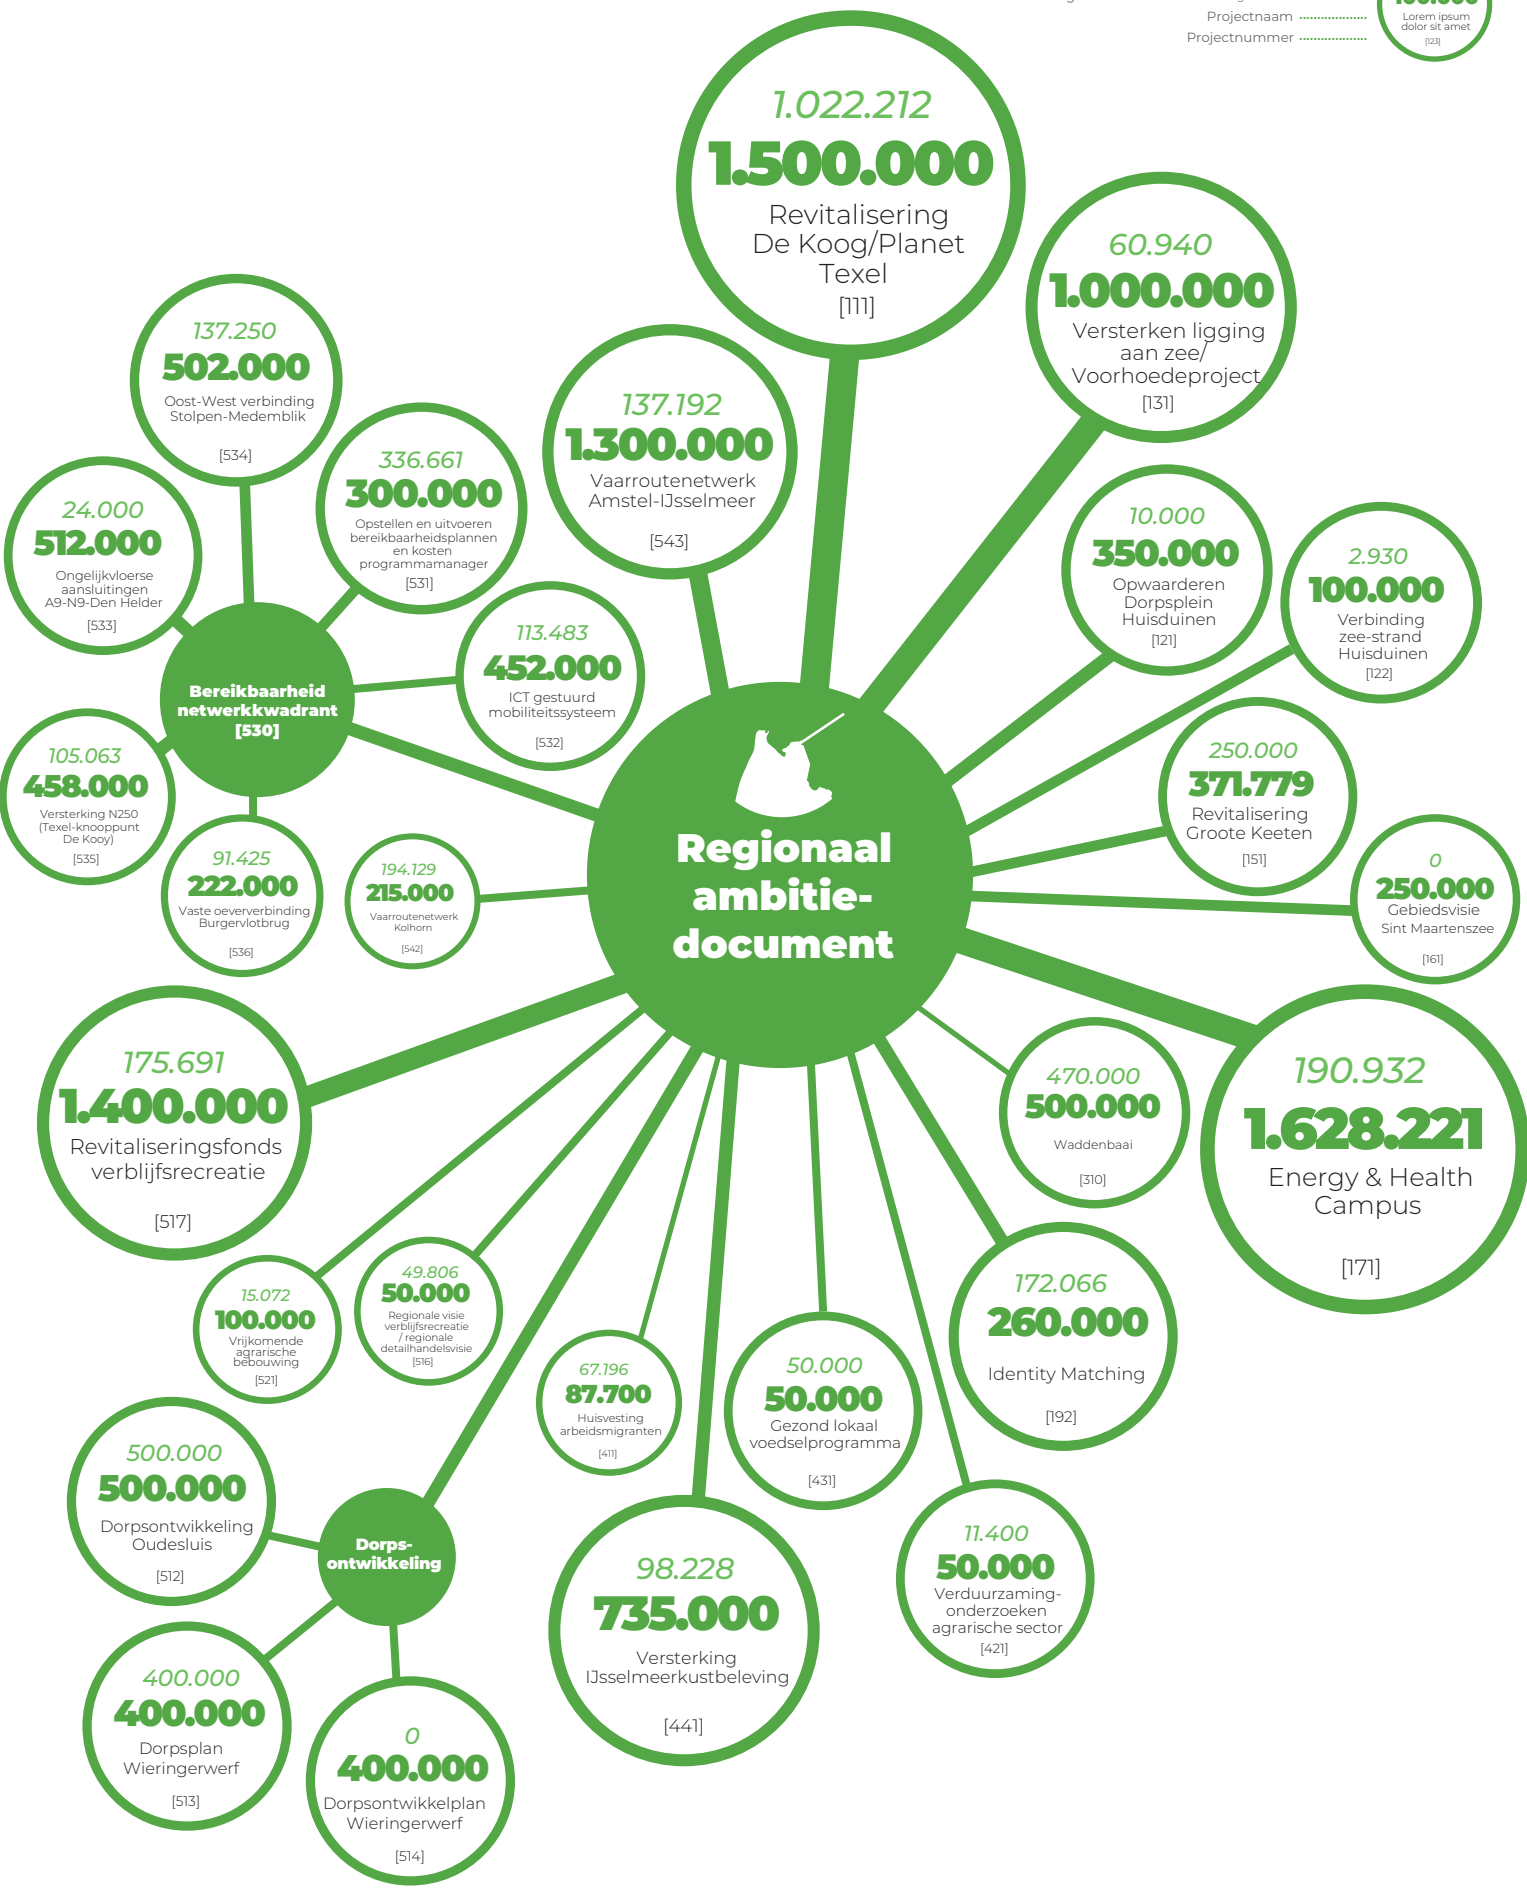 Projectnaam
Projectnummer
100.000
Lorem ipsum
dolor sit amet
[123]
1.022.212
1.500.000
Revitalisering
De Koog/Planet
Texel
[111]
60.940
1.000.000
Versterken ligging
aan zee/
Voorhoedeproject
[131]
137.250
502.000
Oost-West verbinding
Stolpen-Medemblik
[534]
336.661
300.000
Opstellen en uitvoeren
bereikbaarheidsplannen
en kosten
programmamanager
[531]
137.192
1.300.000
Vaarroutenetwerk
Amstel-IJsselmeer
[543]
24.000
512.000
Ongelijkvloerse
aansluitingen
A9-N9-Den Helder
[533]
10.000
350.000
Opwaarderen
Dorpsplein
Huisduinen
[121]
2.930
100.000
Verbinding
zee-strand
Huisduinen
[122]
113.483
452.000
ICT gestuurd
mobiliteitssysteem
[532]
Bereikbaarheid
netwerkkwadrant
[530]
105.063
458.000
Versterking N250
(Texel-knooppunt
De Kooy)
[535]
91.425
222.000
Vaste oeververbinding
Burgervlotbrug
[536]
194.129
215.000
Vaarroutenetwerk
Kolhorn
[542]
Regionaal
ambitie-
document
250.000
371.779
Revitalisering
Groote Keeten
[151]
0
250.000
Gebiedsvisie
Sint Maartenszee
[161]
175.691
1.400.000
Revitaliseringsfonds
verblijfsrecreatie
[517]
470.000
500.000
Waddenbaai
[310]
190.932
1.628.221
Energy & Health
Campus
[171]
15.072
100.000
Vrijkomende
agrarische
bebouwing
[521]
49.806
50.000
Regionale visie
verblijfsrecreatie
/ regionale
detailhandelsvisie
[516]
67.196
87.700
Huisvesting
arbeidsmigranten
[411]
50.000
50.000
Gezond lokaal
voedselprogramma
[431]
172.066
260.000
Identity Matching
[192]
500.000
500.000
Dorpsontwikkeling
Oudesluis
[512]
Dorps-
ontwikkeling
98.228
735.000
Versterking
IJsselmeerkustbeleving
[441]
11.400
50.000
Verduurzaming-
onderzoeken
agrarische sector
[421]
400.000
400.000
Dorpsplan
Wieringerwerf
[513]
0
400.000
Dorpsontwikkelplan
Wieringerwerf
[514]